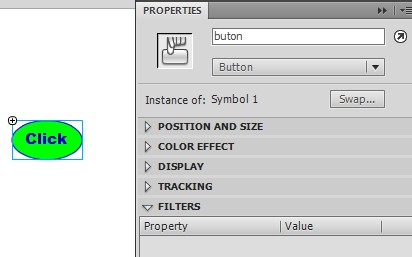 PROPERTIES
buton
Button
Click
Instance of: Symbol 1 Swap...
POSITION AND SIZE
COLOR EFFECT
DISPLAY
TRACKING
FILTERS
Property Value